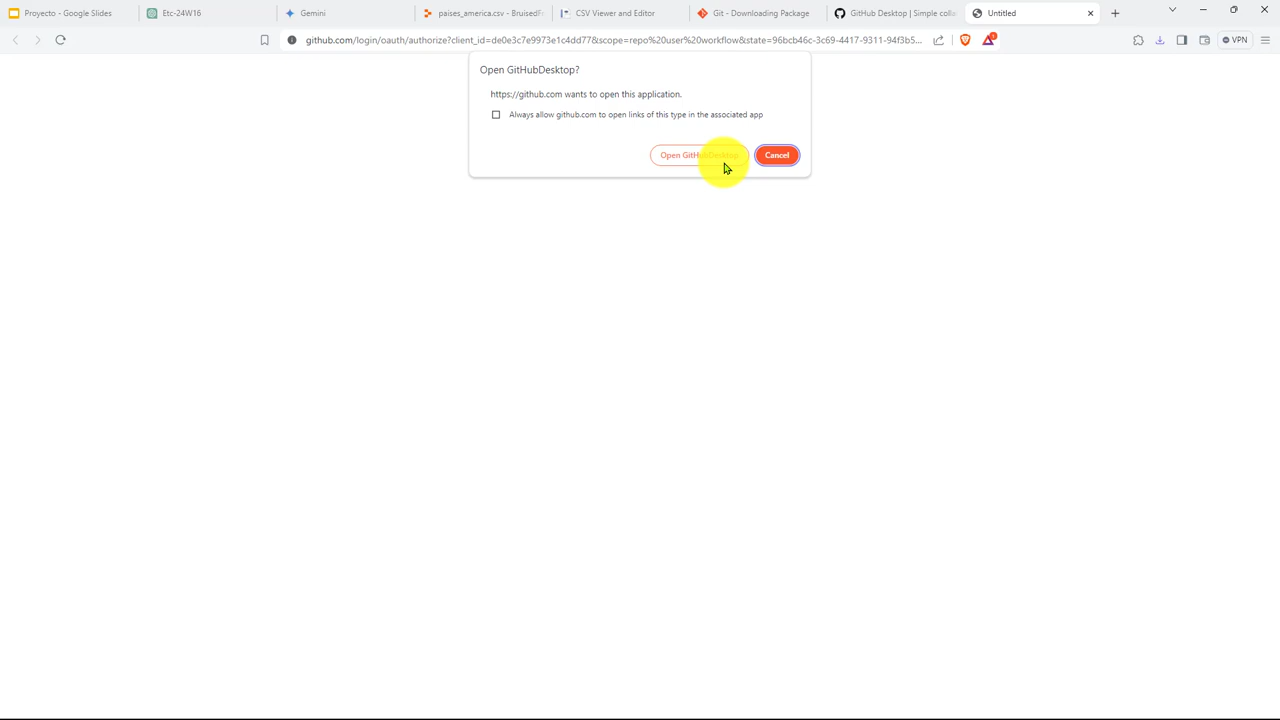 Proyecto - Google Slides
Etc-24W16
Gemini
paises_america.csv - BruisedFr
CSV Viewer and Editor
Git - Downloading Package
GitHub Desktop | Simple colla
Untitled
github.com/login/oauth/authorize?client_id=de0e3c7e9973e1c4dd77&scope=repo%20user%20workflow&state=96bcb46c-3c69-4417-9311-94f3b5...
VPN
Open GitHubDesktop?
https://github.com wants to open this application.
Always allow github.com to open links of this type in the associated app
Open GitHubDesktop
Cancel